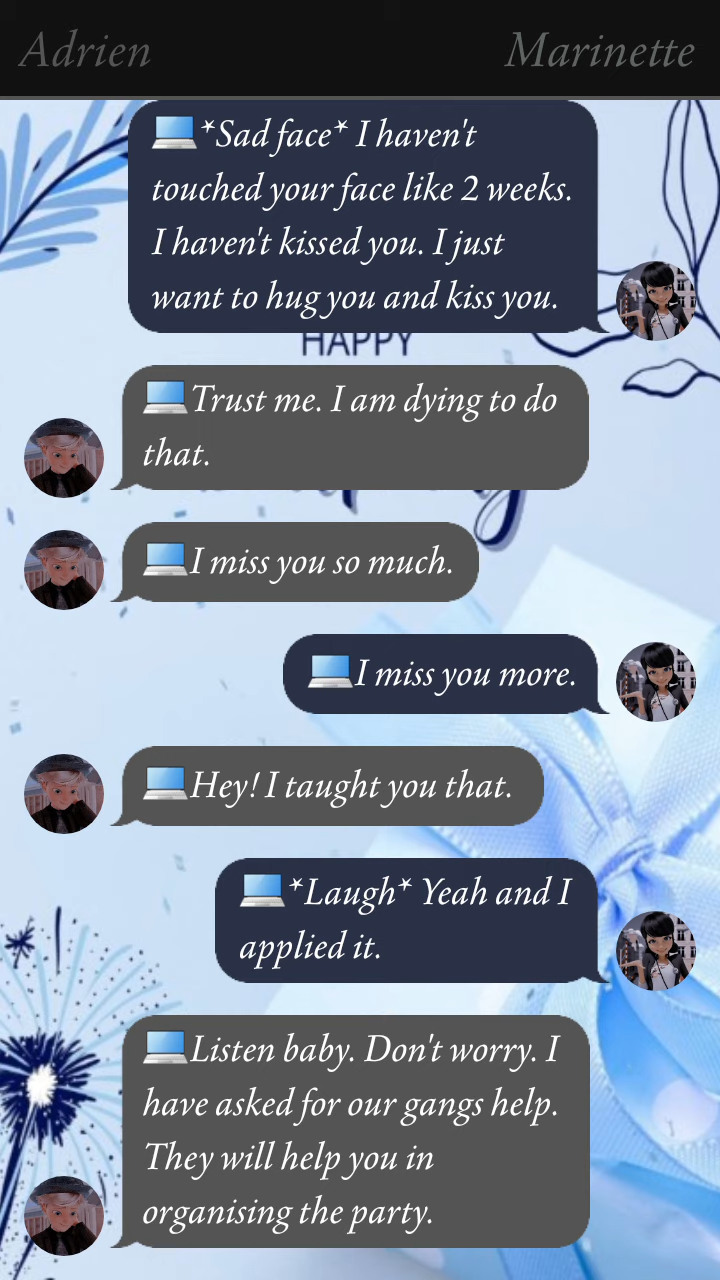 Adrien Marinette
💻*Sad face* I haven't
touched your face like 2 weeks.
I haven't kissed you. I just
want to hug you and kiss you.
HAPPY
💻Trust me. I am dying to do
that.
💻I miss you so much.
💻I miss you more.
💻Hey! I taught you that.
💻*Laugh* Yeah and I
applied it.
💻Listen baby. Don't worry. I
have asked for our gangs help.
They will help you in
organising the party.